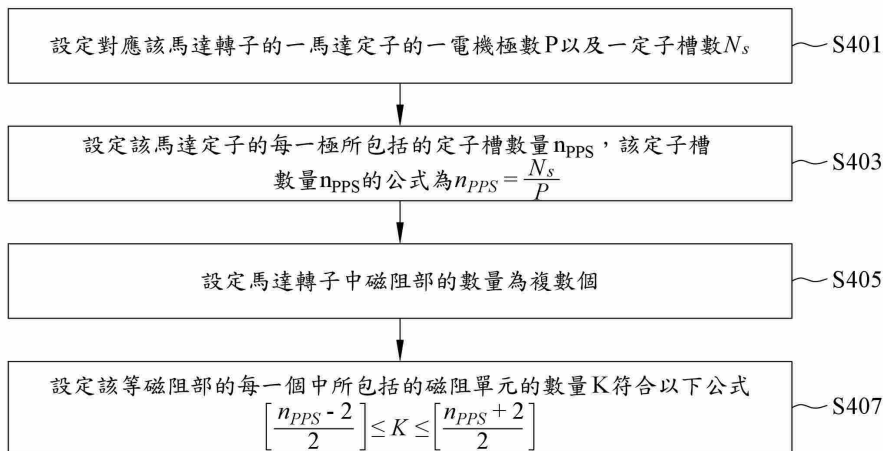 設定對應該馬達轉子的一馬達定子的一電機極數P以及一定子槽數Ns
S401
設定該馬達定子的每一極所包括的定子槽數量nPPS，該定子槽
數量nPPS的公式為nPPS = Ns/P
S403
設定馬達轉子中磁阻部的數量為複數個
S405
設定該等磁阻部的每一個中所包括的磁阻單元的數量K符合以下公式
[(nPPS - 2)/2] ≤ K ≤ [(nPPS + 2)/2]
S407